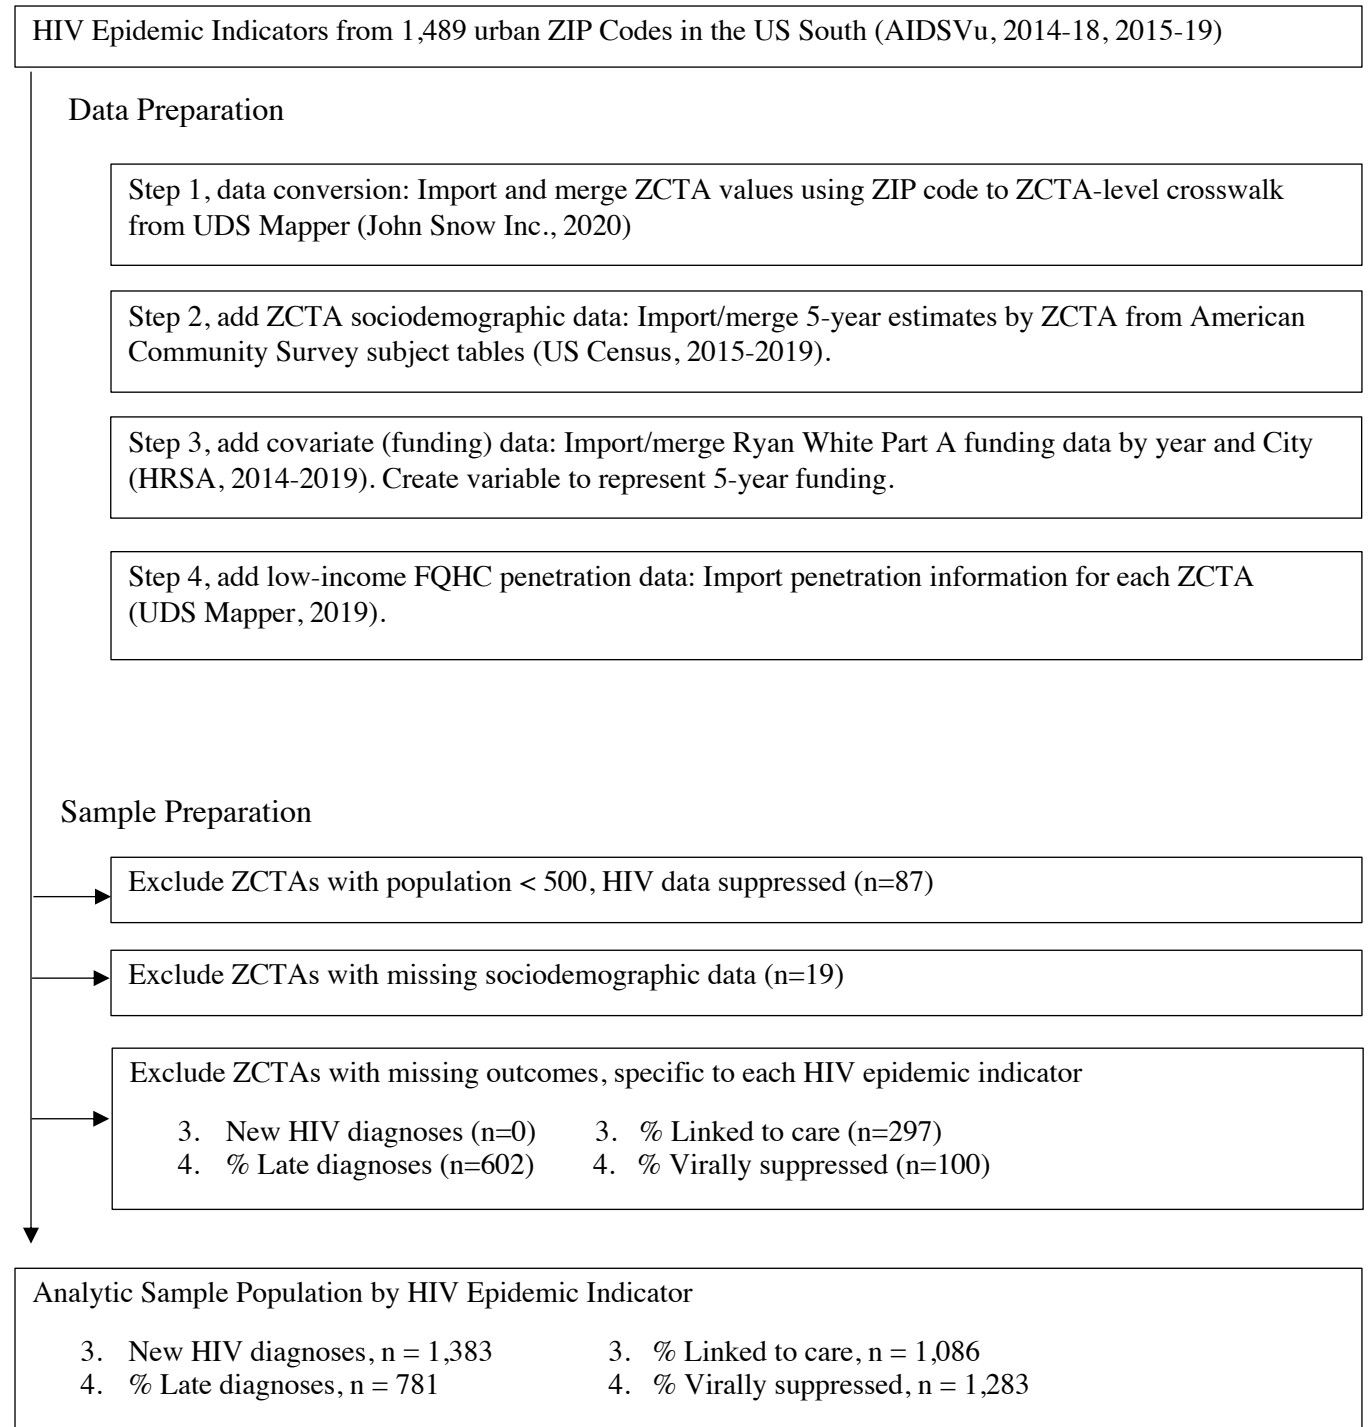 HIV Epidemic Indicators from 1,489 urban ZIP Codes in the US South (AIDSVu, 2014-18, 2015-19)
Data Preparation
Step 1, data conversion: Import and merge ZCTA values using ZIP code to ZCTA-level crosswalk
from UDS Mapper (John Snow Inc., 2020)
Step 2, add ZCTA sociodemographic data: Import/merge 5-year estimates by ZCTA from American
Community Survey subject tables (US Census, 2015-2019).
Step 3, add covariate (funding) data: Import/merge Ryan White Part A funding data by year and City
(HRSA, 2014-2019). Create variable to represent 5-year funding.
Step 4, add low-income FQHC penetration data: Import penetration information for each ZCTA
(UDS Mapper, 2019).
Sample Preparation
Exclude ZCTAs with population < 500, HIV data suppressed (n=87)
Exclude ZCTAs with missing sociodemographic data (n=19)
Exclude ZCTAs with missing outcomes, specific to each HIV epidemic indicator
3. New HIV diagnoses (n=0) 3. % Linked to care (n=297)
4. % Late diagnoses (n=602) 4. % Virally suppressed (n=100)
Analytic Sample Population by HIV Epidemic Indicator
3. New HIV diagnoses, n = 1,383 3. % Linked to care, n = 1,086
4. % Late diagnoses, n = 781 4. % Virally suppressed, n = 1,283